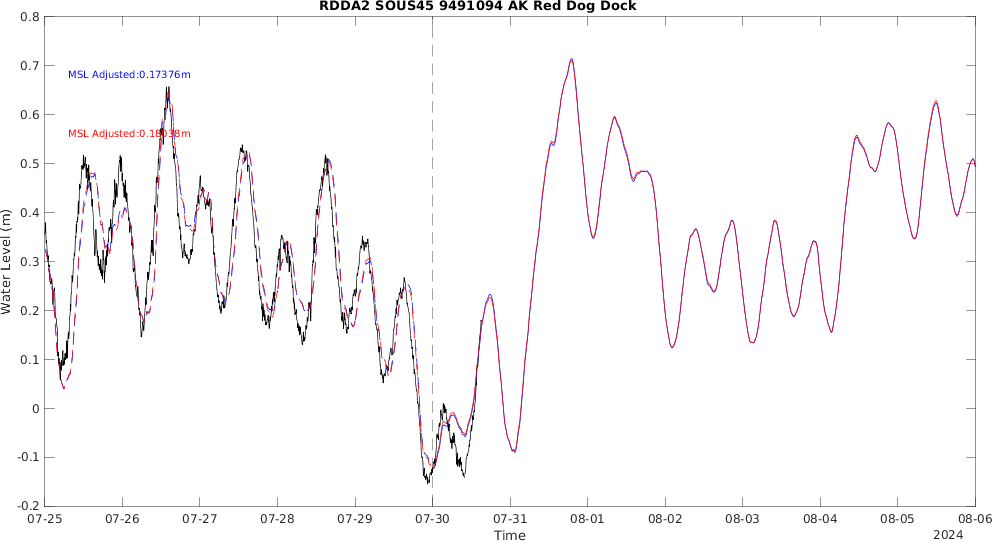 RDDA2 SOUS45 9491094 AK Red Dog Dock
0.8
0.7
0.6
0.5
0.4
0.3
0.2
0.1
0
-0.1
-0.2
Water Level (m)
MSL Adjusted:0.17376m
MSL Adjusted:0.18038m
07-25 07-26 07-27 07-28 07-29 07-30 07-31 08-01 08-02 08-03 08-04 08-05 08-06
Time
2024